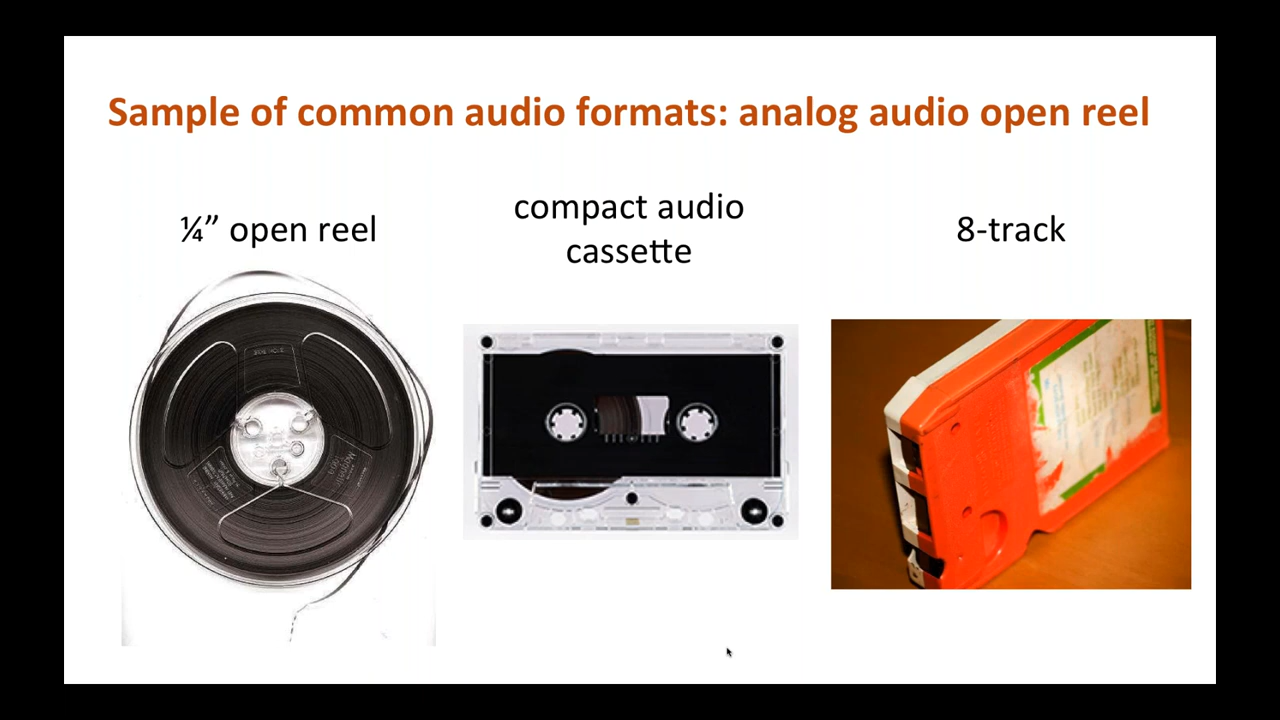 Sample of common audio formats: analog audio open reel
¼” open reel
compact audio
cassette
8-track